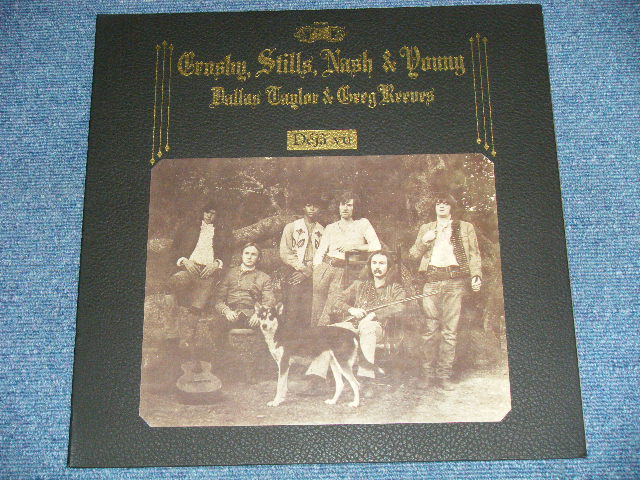 Crosby, Stills, Nash & Young
Dallas Taylor & Greg Reeves
Déjà vu